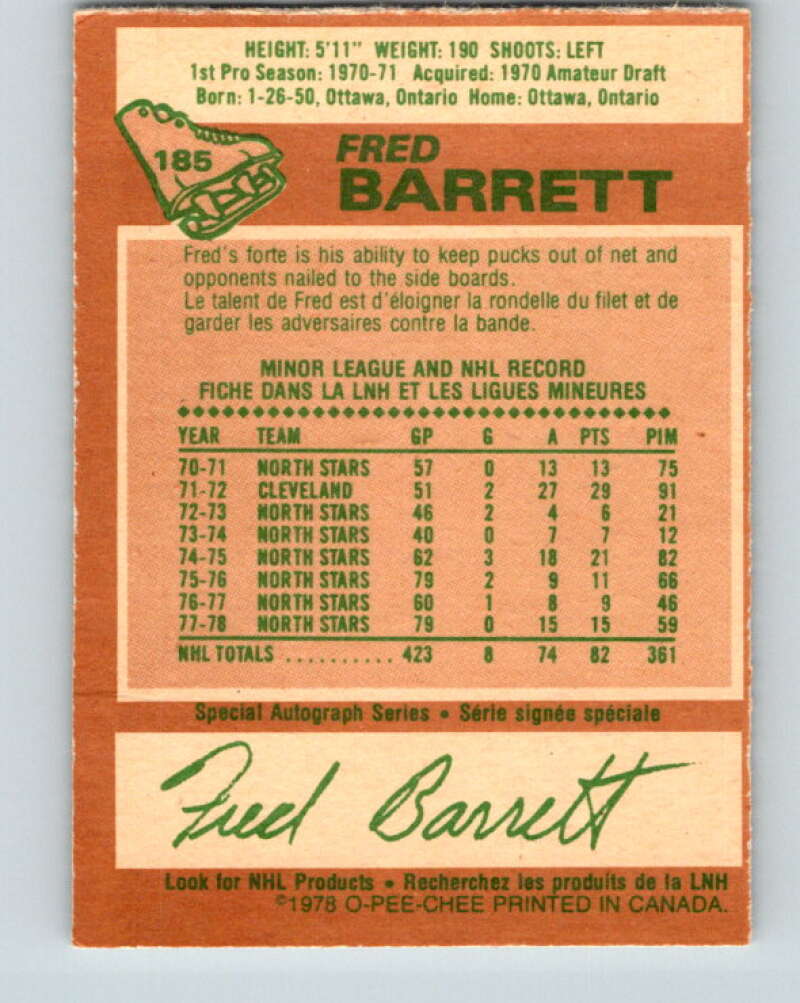 HEIGHT: 5'11" WEIGHT: 190 SHOOTS: LEFT
1st Pro Season: 1970-71 Acquired: 1970 Amateur Draft
Born: 1-26-50, Ottawa, Ontario Home: Ottawa, Ontario
185
FRED
BARRETT
Fred's forte is his ability to keep pucks out of net and
opponents nailed to the side boards.
Le talent de Fred est d'éloigner la rondelle du filet et de
garder les adversaires contre la bande.
MINOR LEAGUE AND NHL RECORD
FICHE DANS LA LNH ET LES LIGUES MINEURES
YEAR TEAM GP G A PTS PIM
70-71 NORTH STARS 57 0 13 13 75
71-72 CLEVELAND 51 2 27 29 91
72-73 NORTH STARS 46 2 4 6 21
73-74 NORTH STARS 40 0 7 7 12
74-75 NORTH STARS 62 3 18 21 82
75-76 NORTH STARS 79 2 9 11 66
76-77 NORTH STARS 60 1 8 9 46
77-78 NORTH STARS 79 0 15 15 59
NHL TOTALS .......... 423 8 74 82 361
Special Autograph Series • Série signée spéciale
Fred Barrett
Look for NHL Products • Recherchez les produits de la LNH
©1978 O-PEE-CHEE PRINTED IN CANADA.